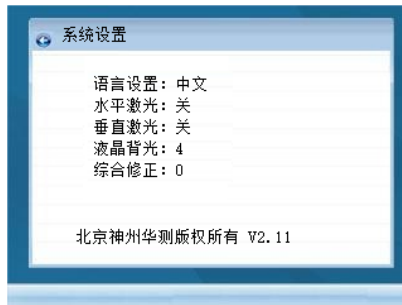 系统设置
语言设置：中文
水平激光：关
垂直激光：关
液晶背光：4
综合修正：0
北京神州华测版权所有 V2.11